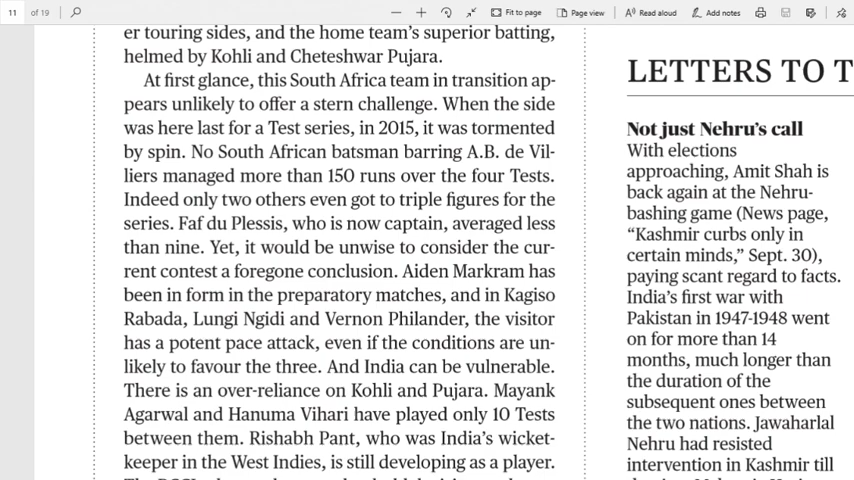 11 of 19
Fit to page
Page view
Read aloud
Add notes
er touring sides, and the home team's superior batting,
helmed by Kohli and Cheteshwar Pujara.
At first glance, this South Africa team in transition ap-
pears unlikely to offer a stern challenge. When the side
was here last for a Test series, in 2015, it was tormented
by spin. No South African batsman barring A.B. de Vil-
liers managed more than 150 runs over the four Tests.
Indeed only two others even got to triple figures for the
series. Faf du Plessis, who is now captain, averaged less
than nine. Yet, it would be unwise to consider the cur-
rent contest a foregone conclusion. Aiden Markram has
been in form in the preparatory matches, and in Kagiso
Rabada, Lungi Ngidi and Vernon Philander, the visitor
has a potent pace attack, even if the conditions are un-
likely to favour the three. And India can be vulnerable.
There is an over-reliance on Kohli and Pujara. Mayank
Agarwal and Hanuma Vihari have played only 10 Tests
between them. Rishabh Pant, who was India's wicket-
keeper in the West Indies, is still developing as a player.
LETTERS TO T
Not just Nehru's call
With elections
approaching, Amit Shah is
back again at the Nehru-
bashing game (News page,
“Kashmir curbs only in
certain minds,” Sept. 30),
paying scant regard to facts.
India's first war with
Pakistan in 1947-1948 went
on for more than 14
months, much longer than
the duration of the
subsequent ones between
the two nations. Jawaharlal
Nehru had resisted
intervention in Kashmir till